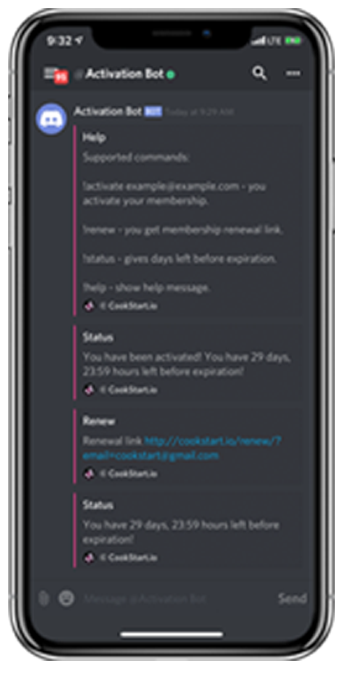 9:32
LTE
95
@ Activation Bot
Activation Bot BOT Today at 9:29 AM
Help
Supported commands:
!activate example@example.com - you
activate your membership.
!renew - you get membership renewal link.
!status - gives days left before expiration.
!help - show help message.
© CookStart.io
Status
You have been activated! You have 29 days,
23:59 hours left before expiration!
© CookStart.io
Renew
Renewal link http://cookstart.io/renew/?
email=cookstart@gmail.com
© CookStart.io
Status
You have 29 days, 23:59 hours left before
expiration!
© CookStart.io
Message @Activation Bot
Send